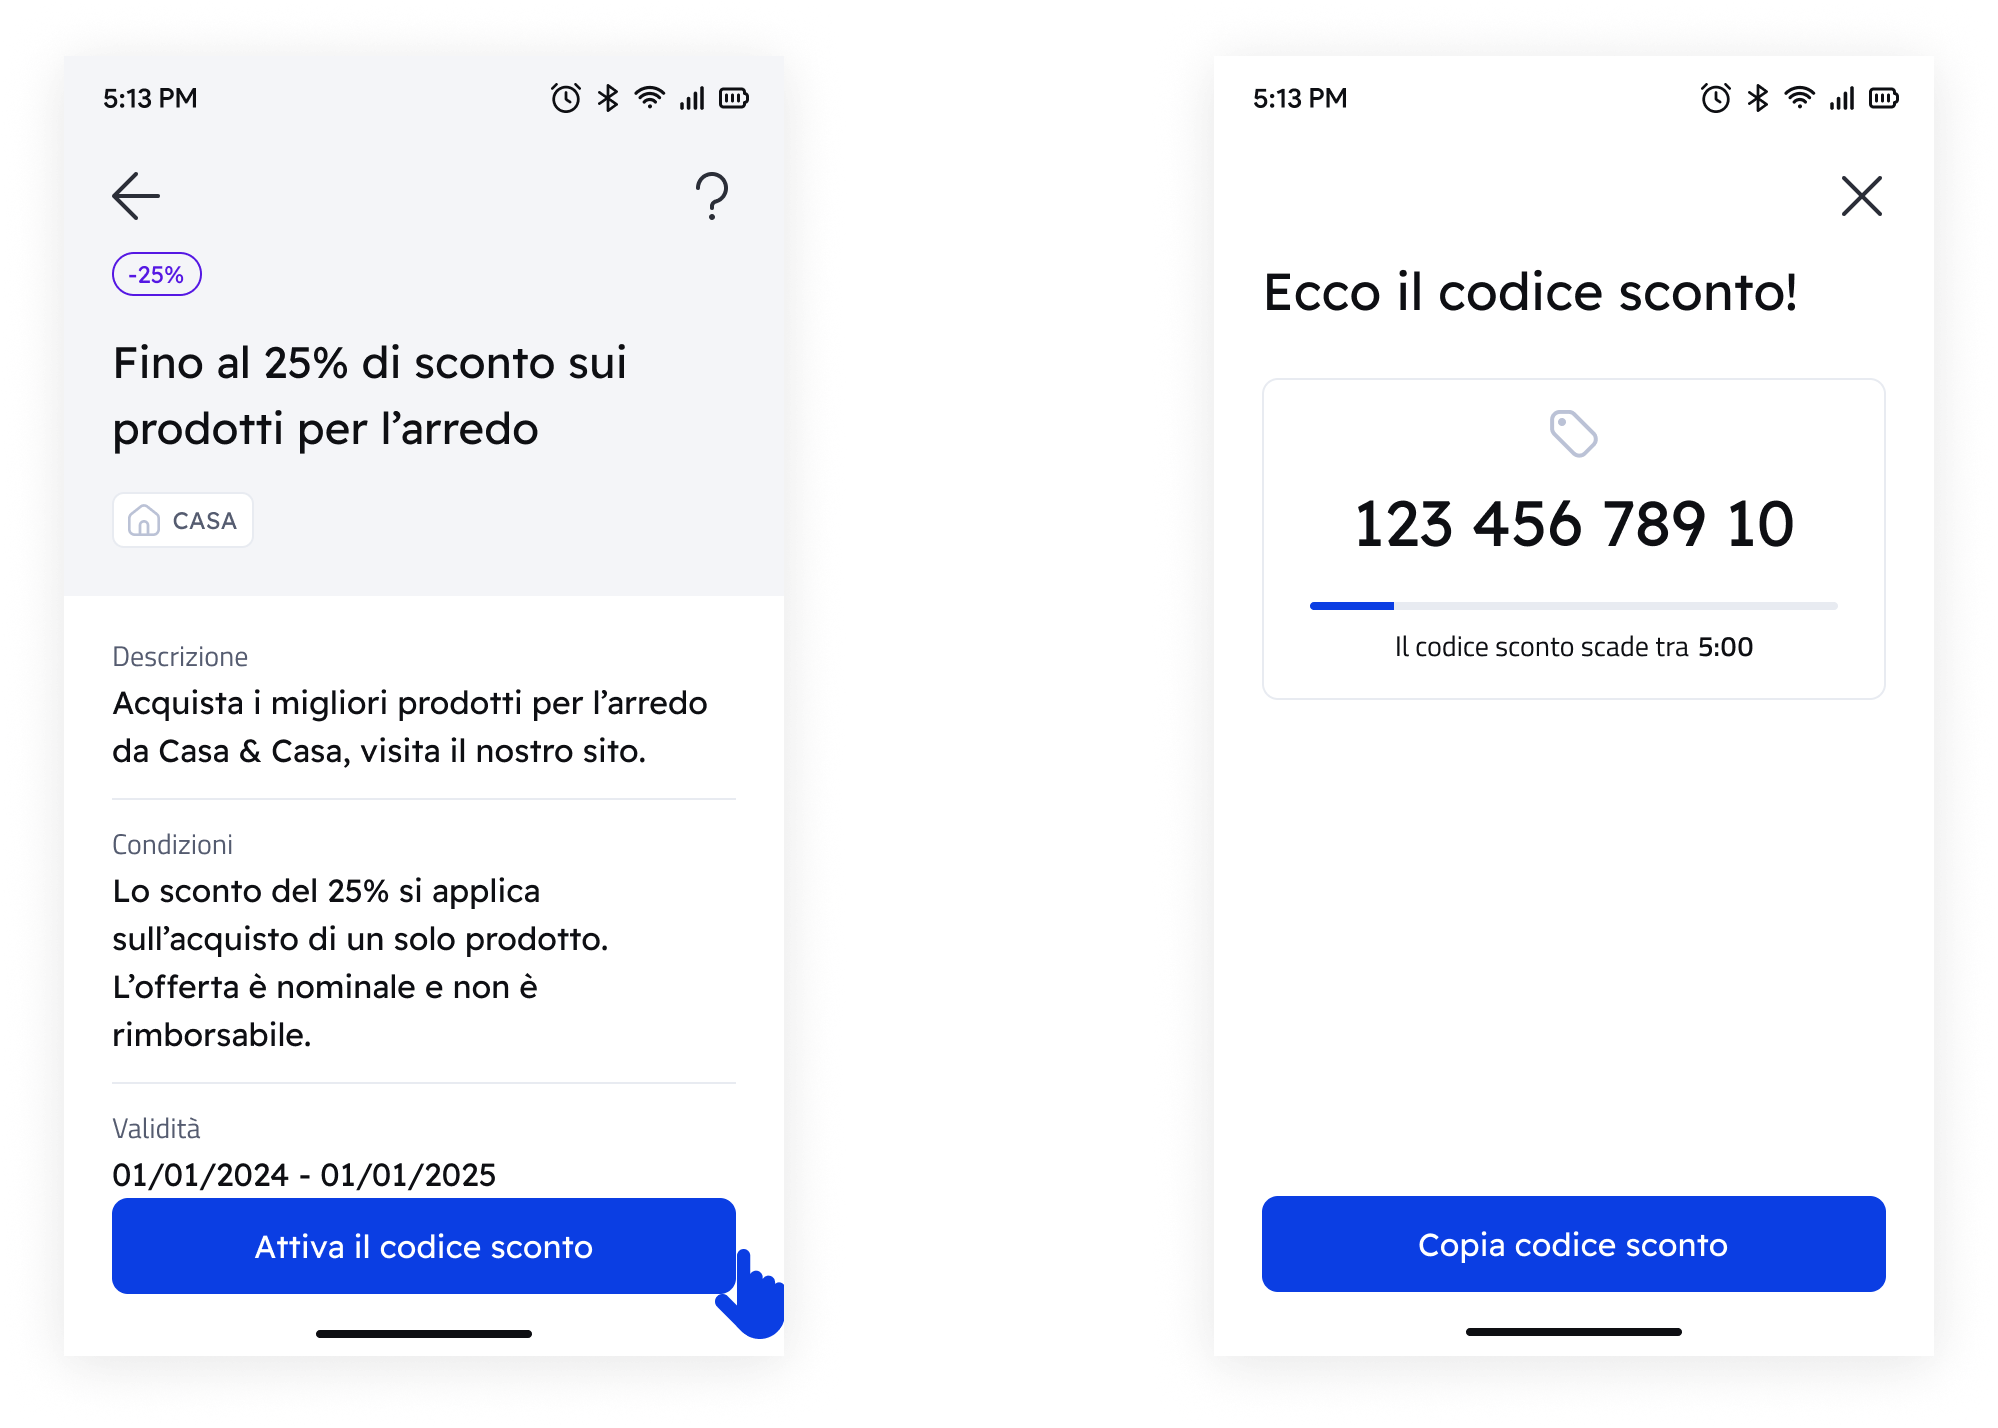 5:13 PM
-25%
Fino al 25% di sconto sui
prodotti per l’arredo
CASA
Descrizione
Acquista i migliori prodotti per l’arredo
da Casa & Casa, visita il nostro sito.
Condizioni
Lo sconto del 25% si applica
sull’acquisto di un solo prodotto.
L’offerta è nominale e non è
rimborsabile.
Validità
01/01/2024 - 01/01/2025
Attiva il codice sconto
5:13 PM
Ecco il codice sconto!
123 456 789 10
Il codice sconto scade tra 5:00
Copia codice sconto